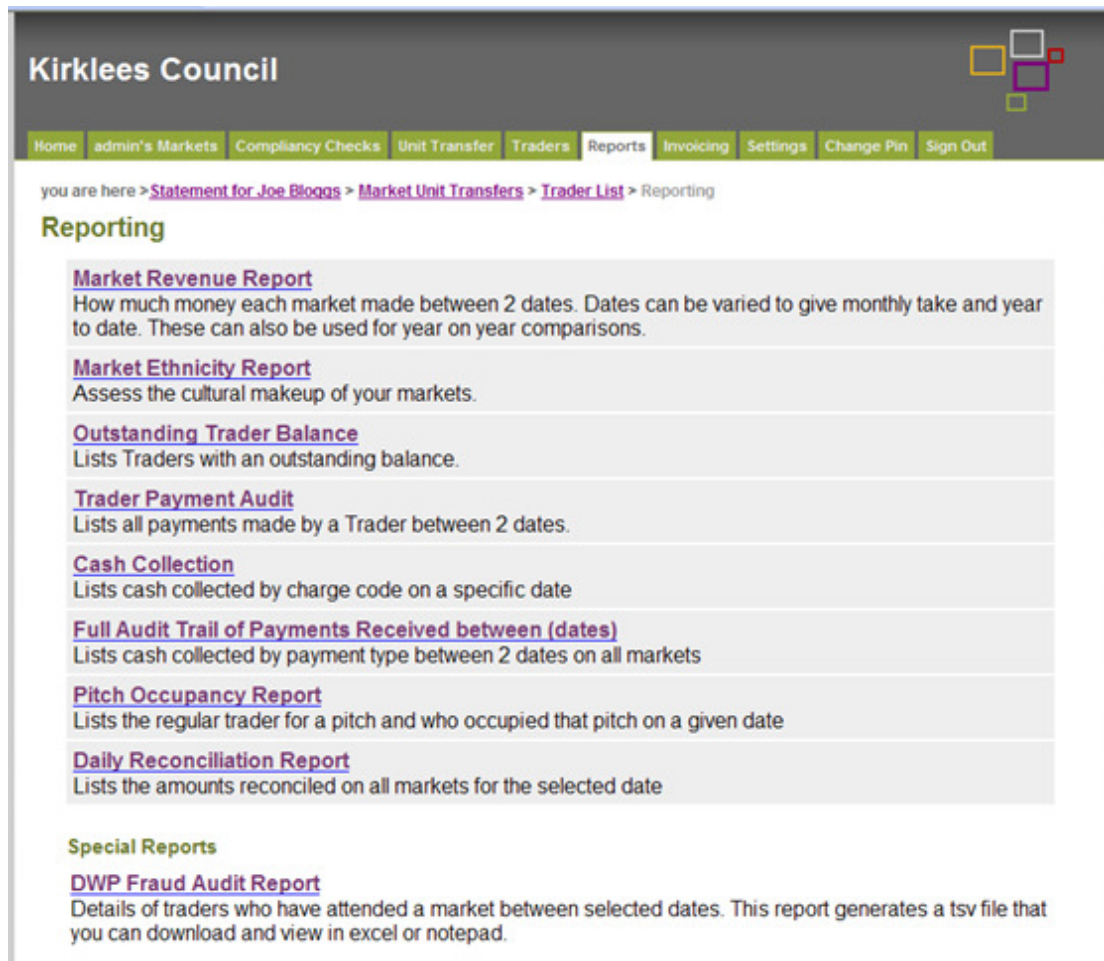 Kirklees Council
Home admin's Markets Compliancy Checks Unit Transfer Traders Reports Invoicing Settings Change Pin Sign Out
you are here >Statement for Joe Bloggs > Market Unit Transfers > Trader List > Reporting
Reporting
Market Revenue Report
How much money each market made between 2 dates. Dates can be varied to give monthly take and year
to date. These can also be used for year on year comparisons.
Market Ethnicity Report
Assess the cultural makeup of your markets.
Outstanding Trader Balance
Lists Traders with an outstanding balance.
Trader Payment Audit
Lists all payments made by a Trader between 2 dates.
Cash Collection
Lists cash collected by charge code on a specific date
Full Audit Trail of Payments Received between (dates)
Lists cash collected by payment type between 2 dates on all markets
Pitch Occupancy Report
Lists the regular trader for a pitch and who occupied that pitch on a given date
Daily Reconciliation Report
Lists the amounts reconciled on all markets for the selected date
Special Reports
DWP Fraud Audit Report
Details of traders who have attended a market between selected dates. This report generates a tsv file that
you can download and view in excel or notepad.